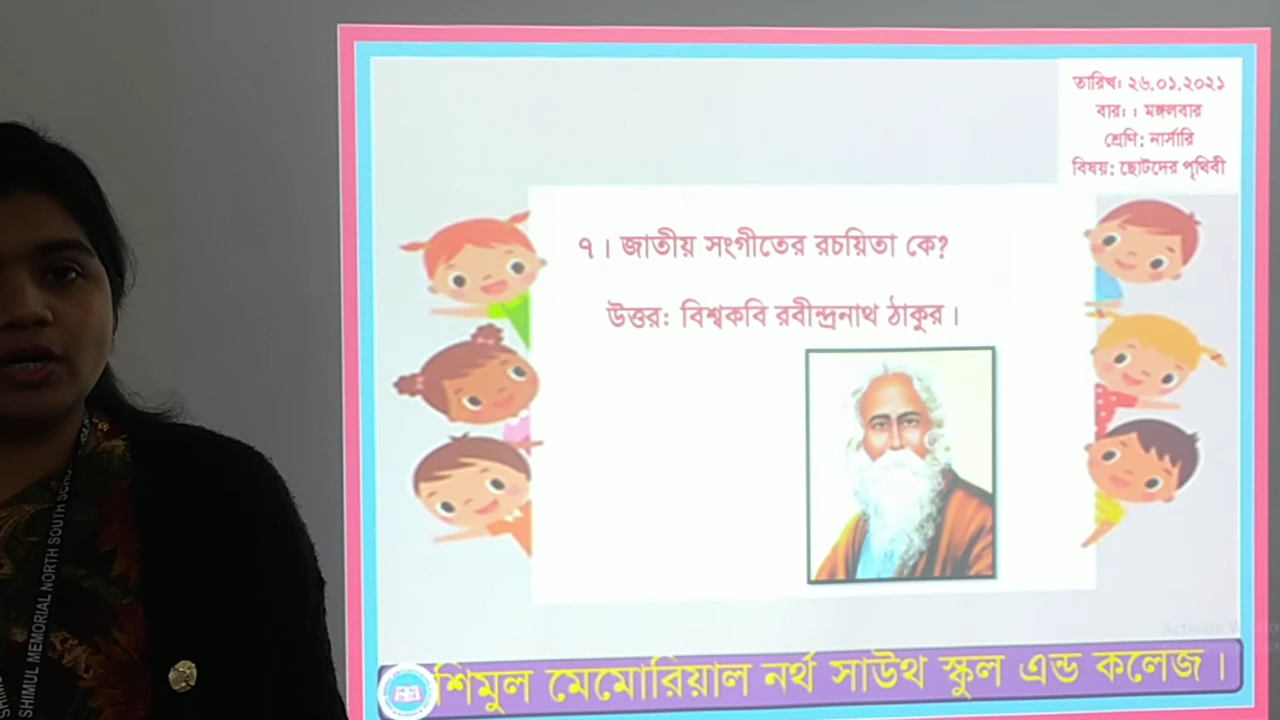 তারিখ: ২৬.০১.২০২১
বার: : মঙ্গলবার
শ্রেণি: নার্সারি
বিষয়: ছোটদের পৃথিবী
৭। জাতীয় সংগীতের রচয়িতা কে?
উত্তর: বিশ্বকবি রবীন্দ্রনাথ ঠাকুর।
মেমোরিয়াল নর্থ সাউথ স্কুল এন্ড কলেজ।
SHIMUL MEMORIAL NORTH SOUTH